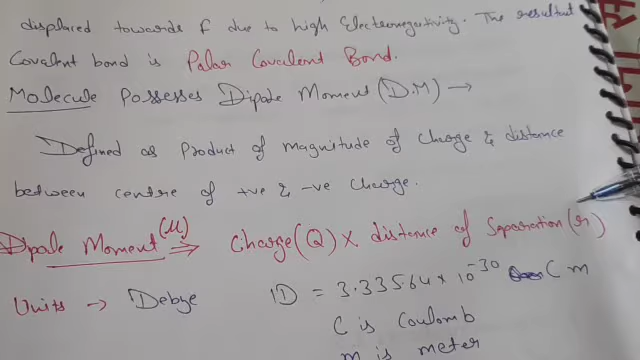 displaced towards F due to high Electronegativity. The resultant
Covalent bond is Polar Covalent Bond.
Molecule Possesses Dipole Moment (D.M) →
Defined as Product of magnitude of Charge & distance
between centre of +ve & -ve Charge.
Dipole Moment (μ) ⇒ Charge(Q) × distance of Separation (r)
Units → Debye 1D = 3.33564 × 10⁻³⁰ C m
C is Coulomb
m is meter